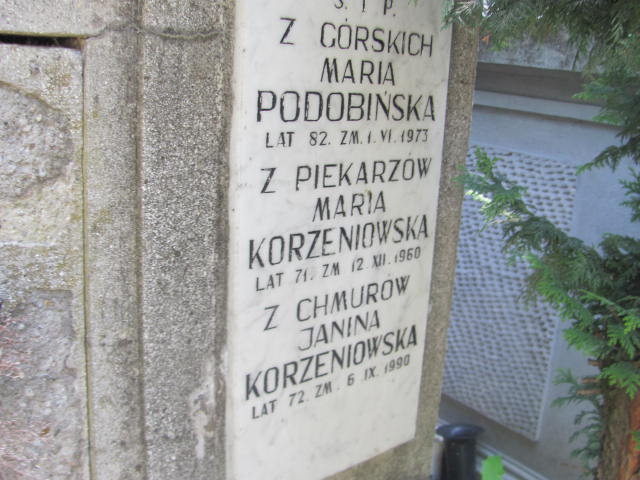 Ś. † P.
Z GÓRSKICH
MARIA
PODOBIŃSKA
LAT 82. ZM. 1. VI. 1973
Z PIEKARZÓW
MARIA
KORZENIOWSKA
LAT 71. ZM 12. XII. 1960
Z CHMURÓW
JANINA
KORZENIOWSKA
LAT 72. ZM. 6 IX. 1990